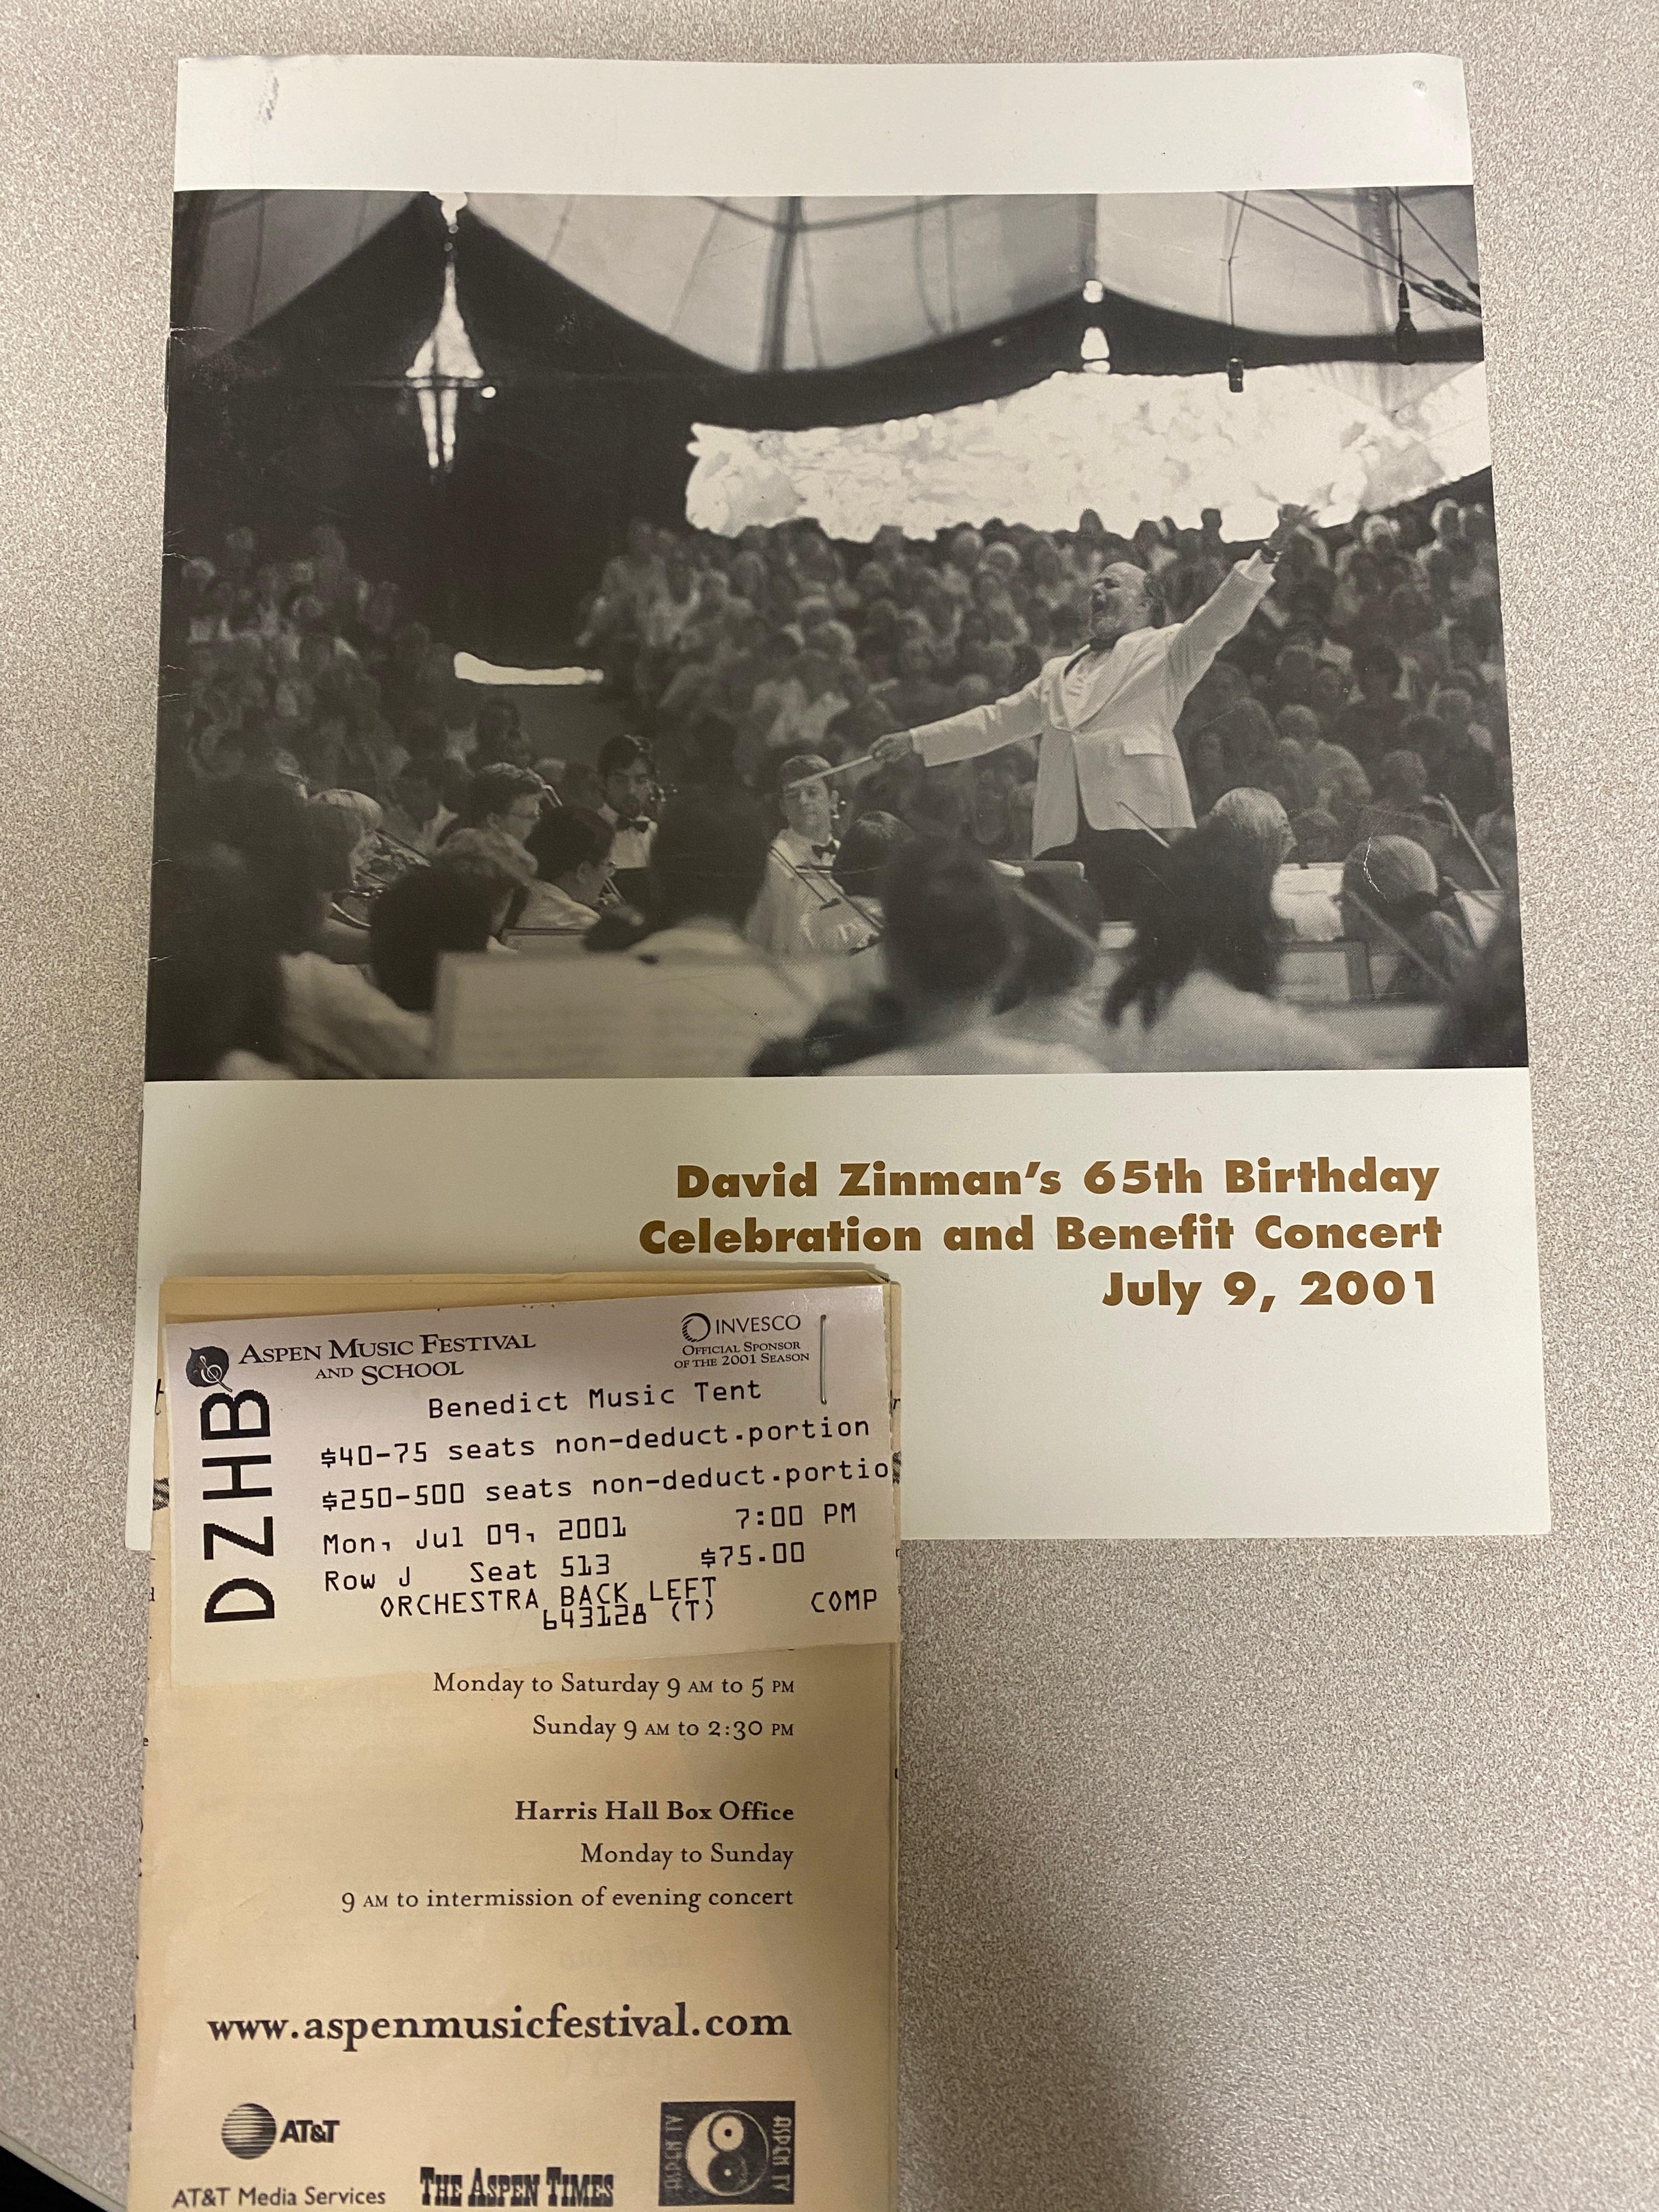 David Zinman's 65th Birthday
Celebration and Benefit Concert
July 9, 2001
ASPEN MUSIC FESTIVAL
AND SCHOOL
INVESCO
OFFICIAL SPONSOR
OF THE 2001 SEASON
DZHB
Benedict Music Tent
$40-75 seats non-deduct.portion
$250-500 seats non-deduct.portio
Mon, Jul 09, 2001 7:00 PM
Row J Seat 513 $75.00
ORCHESTRA BACK LEFT
643128 (T) COMP
Monday to Saturday 9 AM to 5 PM
Sunday 9 AM to 2:30 PM
Harris Hall Box Office
Monday to Sunday
9 AM to intermission of evening concert
www.aspenmusicfestival.com
AT&T
AT&T Media Services
THE ASPEN TIMES
ASPEN TV
ASPEN TV